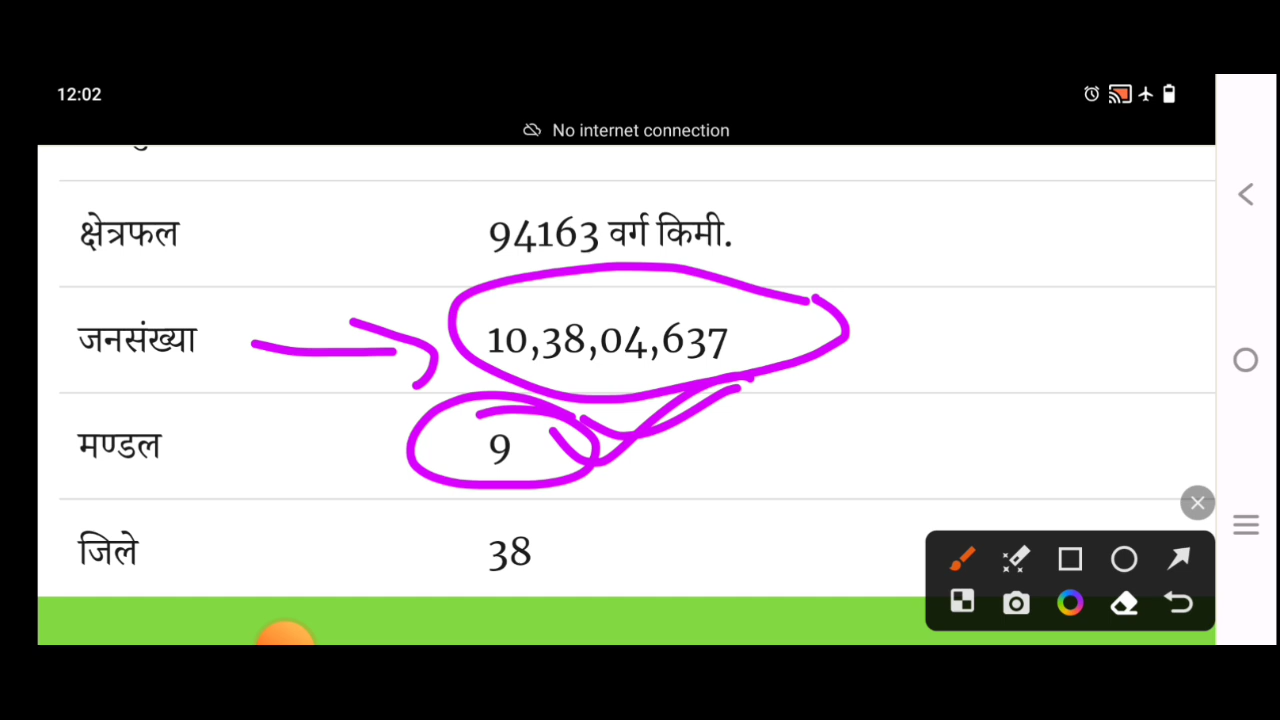 12:02
No internet connection
क्षेत्रफल 94163 वर्ग किमी.
जनसंख्या 10,38,04,637
मण्डल 9
जिले 38